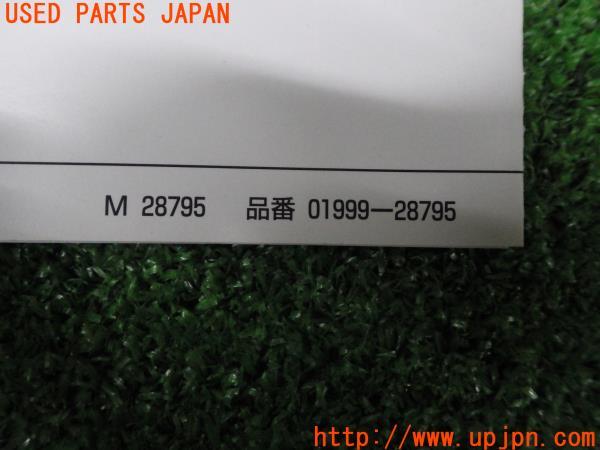 USED PARTS JAPAN
M 28795 品番 01999-28795
http://www.upjpn.com